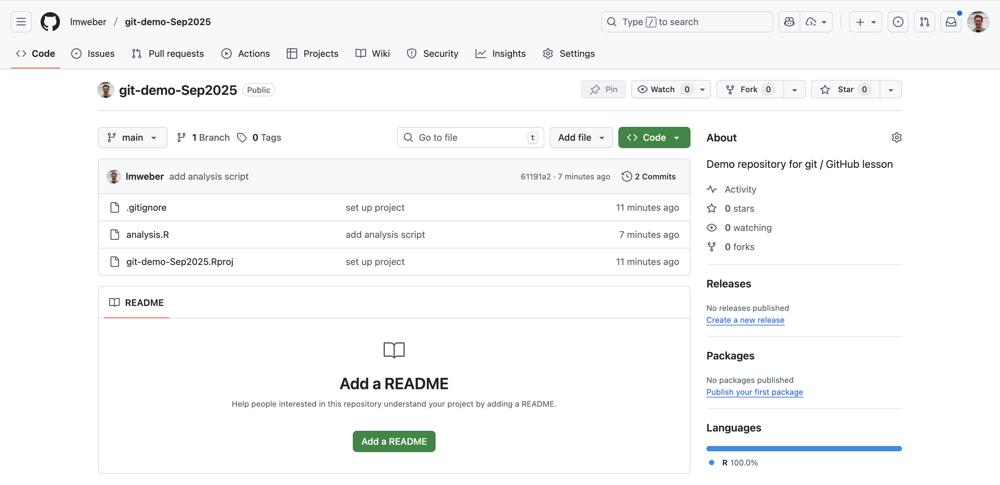 lmweber / git-demo-Sep2025
Type / to search
Code Issues Pull requests Actions Projects Wiki Security Insights Settings
git-demo-Sep2025 Public
Pin Watch 0 Fork 0 Star 0
main 1 Branch 0 Tags Go to file t Add file Code
lmweber add analysis script 61191a2 · 7 minutes ago 2 Commits
.gitignore set up project 11 minutes ago
analysis.R add analysis script 7 minutes ago
git-demo-Sep2025.Rproj set up project 11 minutes ago
README
Add a README
Help people interested in this repository understand your project by adding a README.
Add a README
About
Demo repository for git / GitHub lesson
Activity
0 stars
0 watching
0 forks
Releases
No releases published
Create a new release
Packages
No packages published
Publish your first package
Languages
R 100.0%